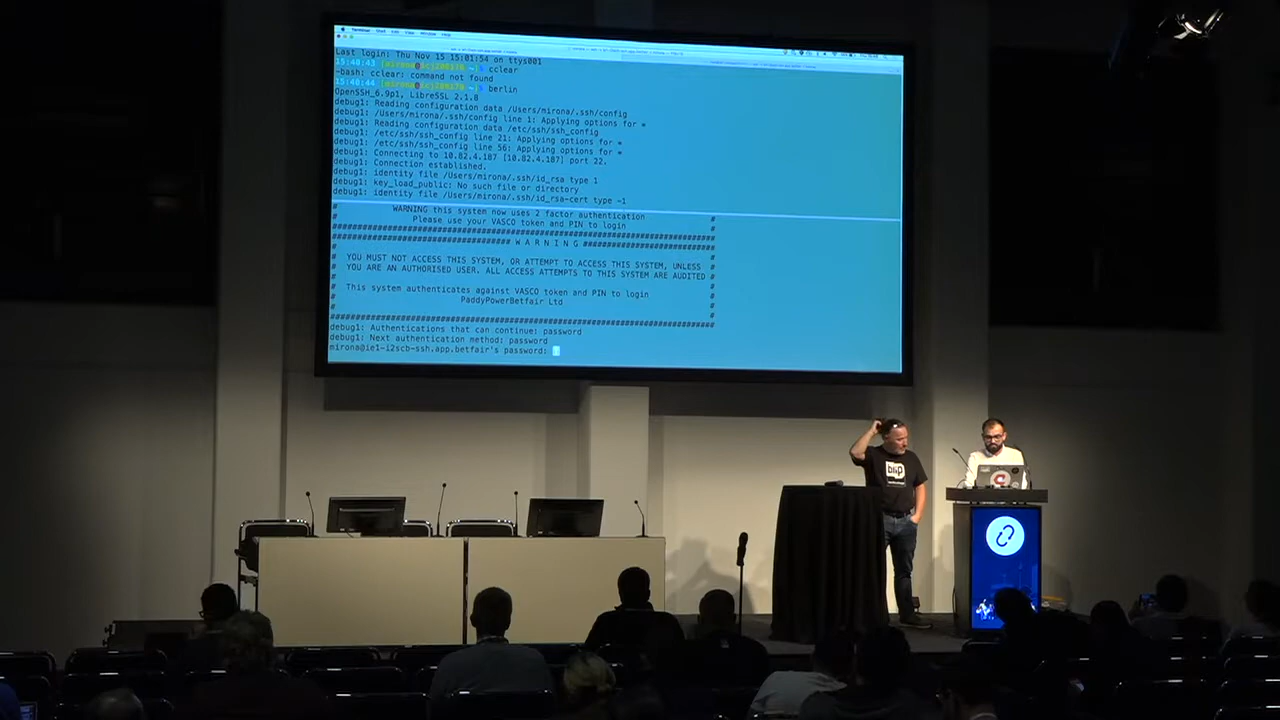 Last login: Thu Nov 15 15:01:54 on ttys001
cclear
-bash: cclear: command not found
berlin
OpenSSH_6.9p1, LibreSSL 2.1.8
debug1: Reading configuration data /Users/mirona/.ssh/config
debug1: /Users/mirona/.ssh/config line 1: Applying options for *
debug1: Reading configuration data /etc/ssh/ssh_config
debug1: /etc/ssh/ssh_config line 21: Applying options for *
debug1: /etc/ssh/ssh_config line 56: Applying options for *
debug1: Connecting to 10.82.4.187 [10.82.4.187] port 22.
debug1: Connection established.
debug1: identity file /Users/mirona/.ssh/id_rsa type 1
debug1: key_load_public: No such file or directory
debug1: identity file /Users/mirona/.ssh/id_rsa-cert type -1
# WARNING this system now uses 2 factor authentication #
# Please use your VASCO token and PIN to login #
W A R N I N G
# YOU MUST NOT ACCESS THIS SYSTEM, OR ATTEMPT TO ACCESS THIS SYSTEM, UNLESS #
# YOU ARE AN AUTHORISED USER. ALL ACCESS ATTEMPTS TO THIS SYSTEM ARE AUDITED #
# This system authenticates against VASCO token and PIN to login #
# PaddyPowerBetfair Ltd #
debug1: Authentications that can continue: password
debug1: Next authentication method: password
mirona@ie1-i2scb-ssh.app.betfair's password: